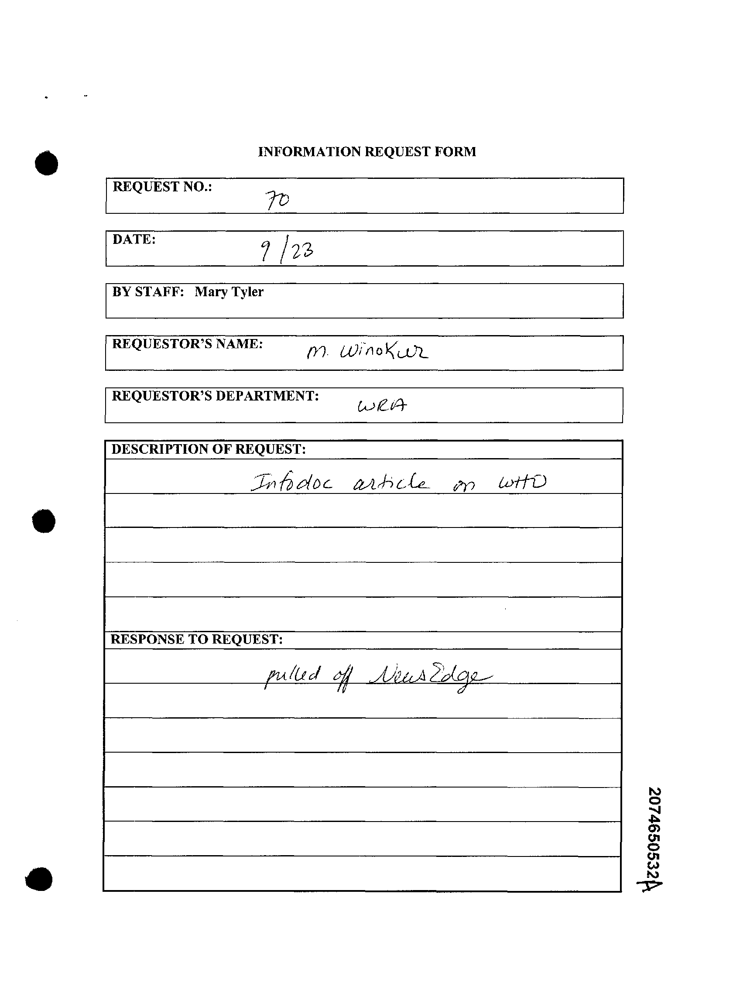 INFORMATION REQUEST FORM
REQUEST NO.: 70
DATE: 9/23
BY STAFF: Mary Tyler
REQUESTOR'S NAME: M. Winokur
REQUESTOR'S DEPARTMENT: WRA
DESCRIPTION OF REQUEST:
Infodoc article on WHO
RESPONSE TO REQUEST:
pulled off NewsEdge
2074650532A